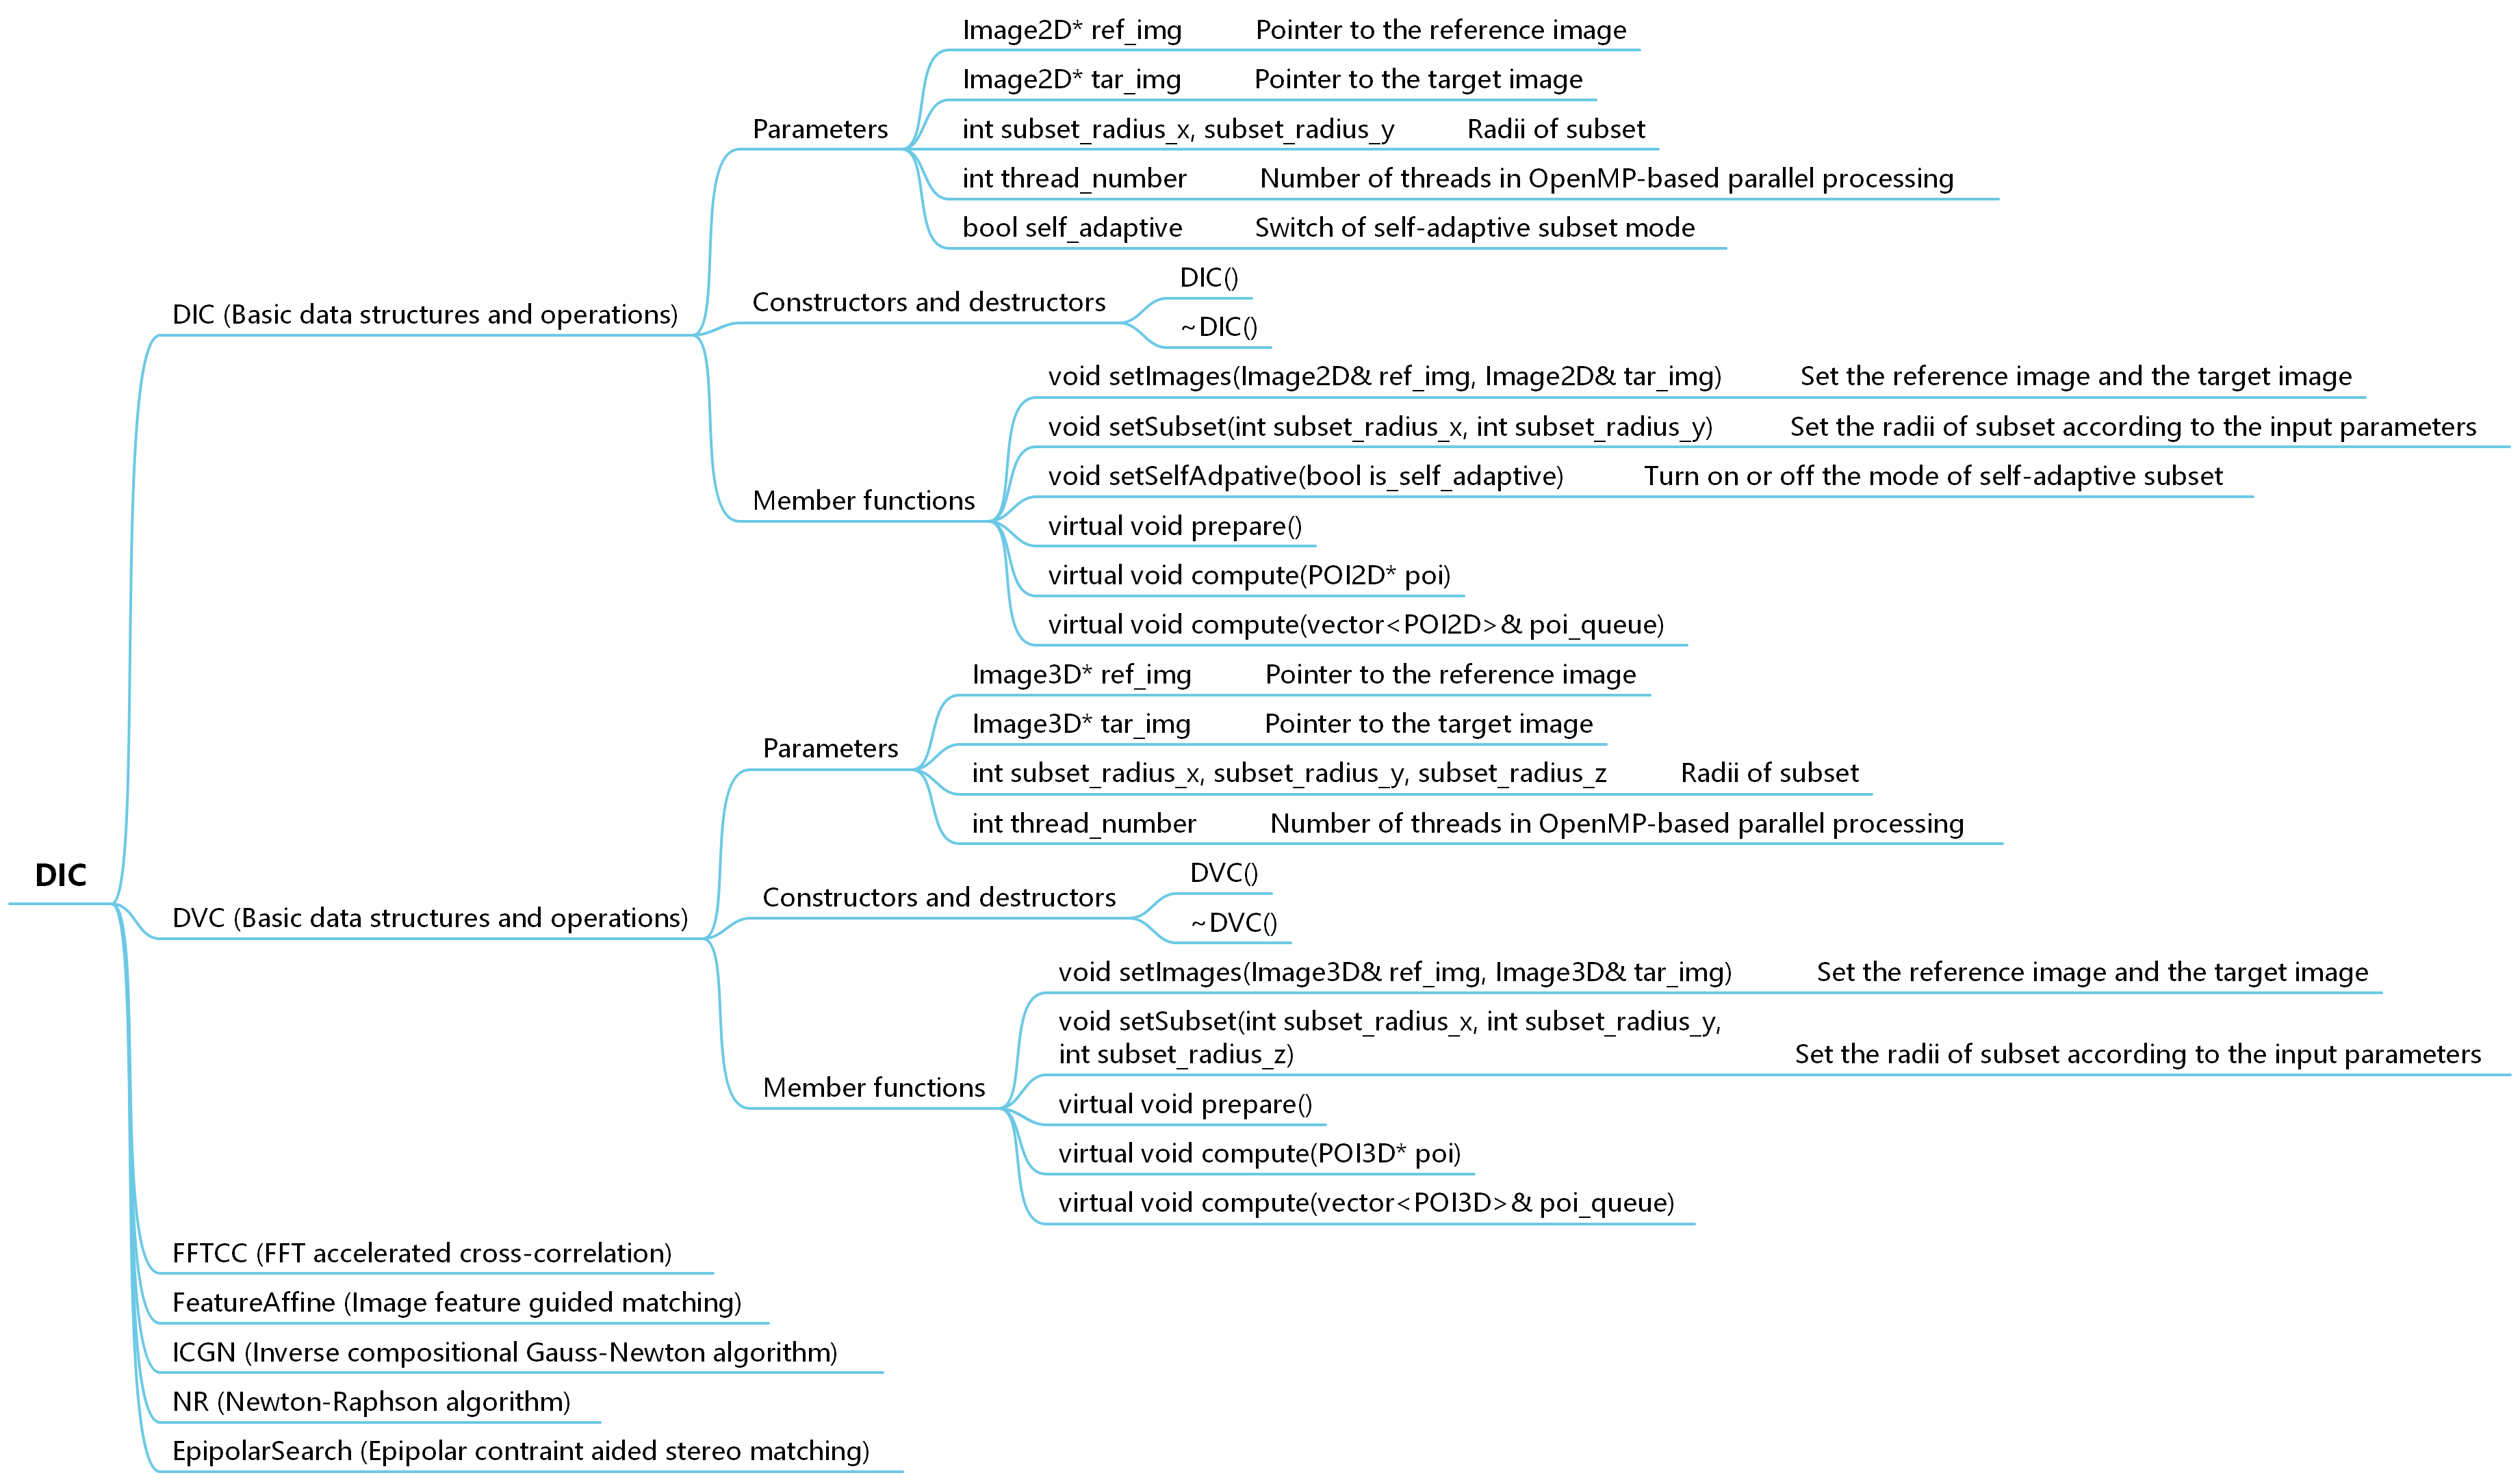 DIC
DIC (Basic data structures and operations)
Parameters
Image2D* ref_img Pointer to the reference image
Image2D* tar_img Pointer to the target image
int subset_radius_x, subset_radius_y Radii of subset
int thread_number Number of threads in OpenMP-based parallel processing
bool self_adaptive Switch of self-adaptive subset mode
Constructors and destructors
DIC()
~DIC()
Member functions
void setImages(Image2D& ref_img, Image2D& tar_img) Set the reference image and the target image
void setSubset(int subset_radius_x, int subset_radius_y) Set the radii of subset according to the input parameters
void setSelfAdpative(bool is_self_adaptive) Turn on or off the mode of self-adaptive subset
virtual void prepare()
virtual void compute(POI2D* poi)
virtual void compute(vector<POI2D>& poi_queue)
DVC (Basic data structures and operations)
Parameters
Image3D* ref_img Pointer to the reference image
Image3D* tar_img Pointer to the target image
int subset_radius_x, subset_radius_y, subset_radius_z Radii of subset
int thread_number Number of threads in OpenMP-based parallel processing
Constructors and destructors
DVC()
~DVC()
Member functions
void setImages(Image3D& ref_img, Image3D& tar_img) Set the reference image and the target image
void setSubset(int subset_radius_x, int subset_radius_y,
int subset_radius_z) Set the radii of subset according to the input parameters
virtual void prepare()
virtual void compute(POI3D* poi)
virtual void compute(vector<POI3D>& poi_queue)
FFTCC (FFT accelerated cross-correlation)
FeatureAffine (Image feature guided matching)
ICGN (Inverse compositional Gauss-Newton algorithm)
NR (Newton-Raphson algorithm)
EpipolarSearch (Epipolar contraint aided stereo matching)